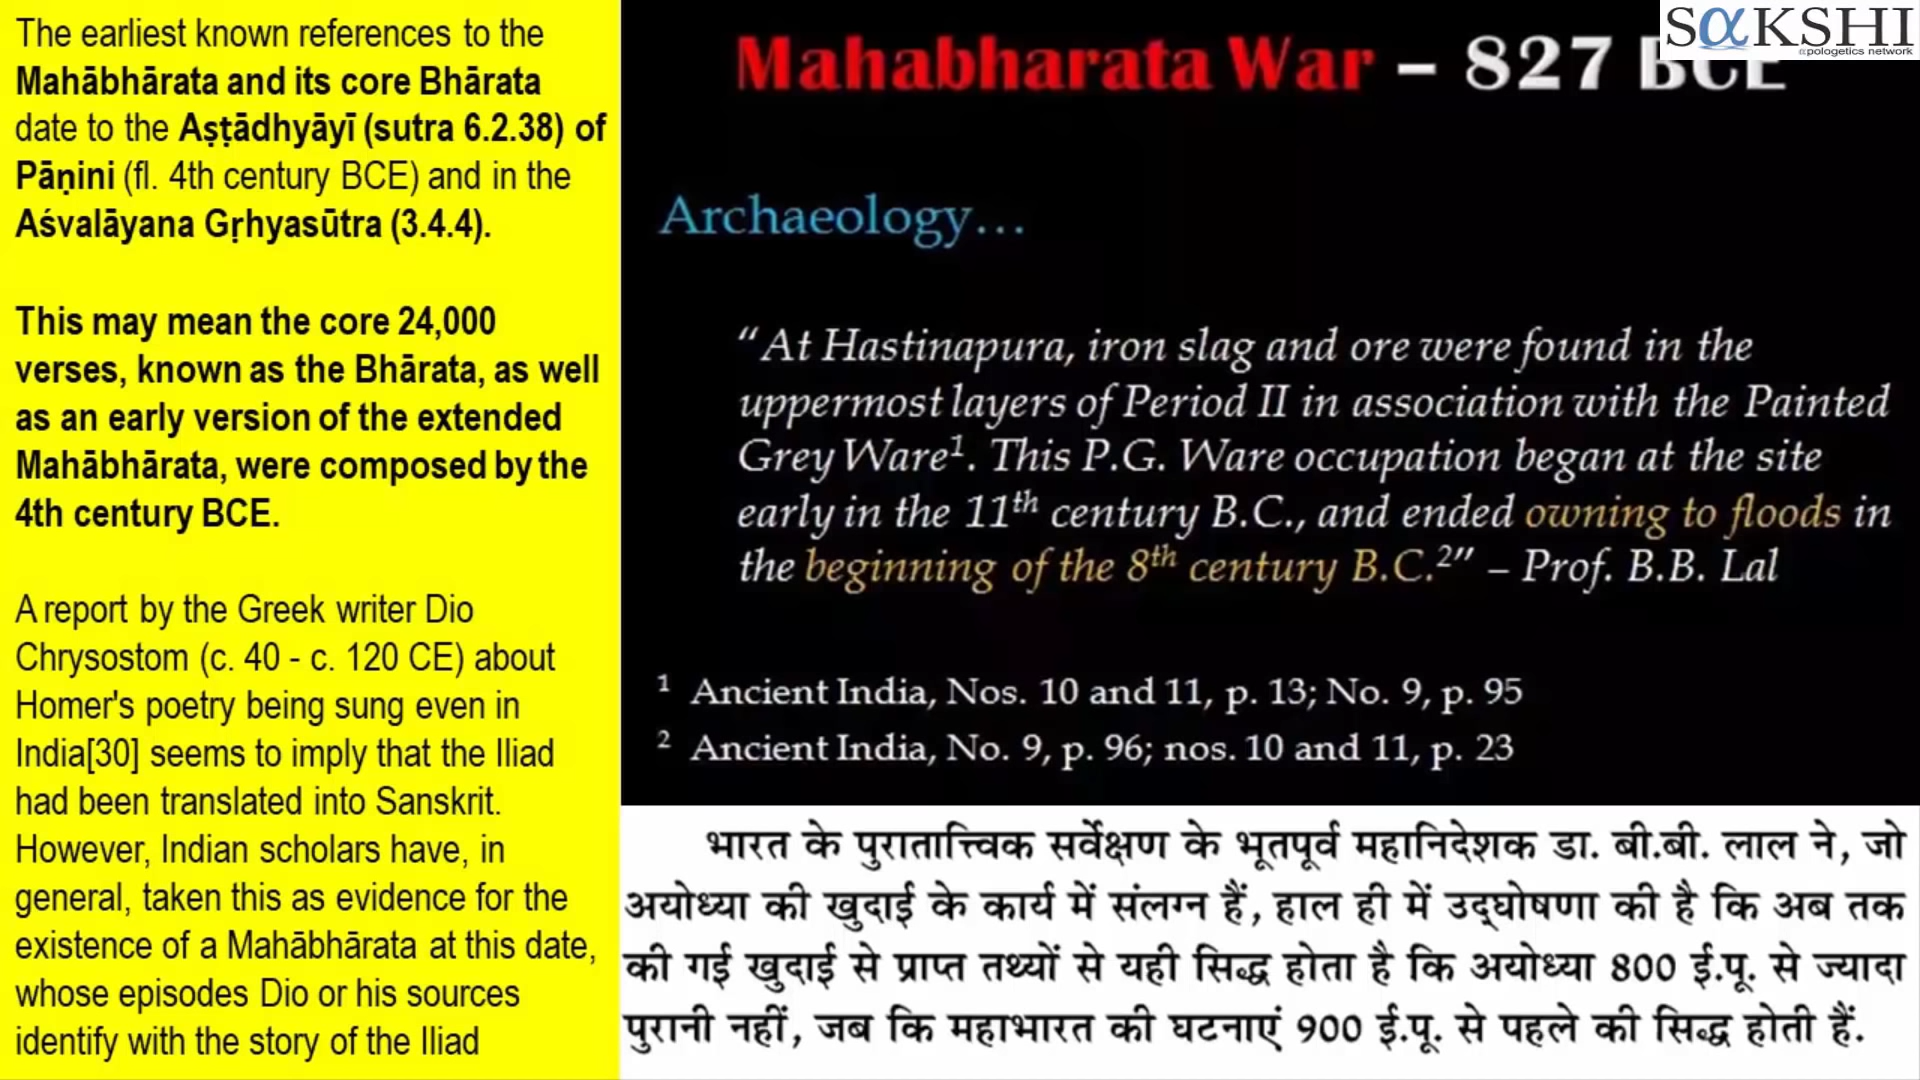 The earliest known references to the
Mahābhārata and its core Bhārata
date to the Aṣṭādhyāyī (sutra 6.2.38) of
Pāṇini (fl. 4th century BCE) and in the
Aśvalāyana Gṛhyasūtra (3.4.4).
This may mean the core 24,000
verses, known as the Bhārata, as well
as an early version of the extended
Mahābhārata, were composed by the
4th century BCE.
A report by the Greek writer Dio
Chrysostom (c. 40 - c. 120 CE) about
Homer's poetry being sung even in
India[30] seems to imply that the Iliad
had been translated into Sanskrit.
However, Indian scholars have, in
general, taken this as evidence for the
existence of a Mahābhārata at this date,
whose episodes Dio or his sources
identify with the story of the Iliad
SαKSHI
αpologetics network
Mahabharata War – 827 BCE
Archaeology...
“At Hastinapura, iron slag and ore were found in the
uppermost layers of Period II in association with the Painted
Grey Ware¹. This P.G. Ware occupation began at the site
early in the 11th century B.C., and ended owning to floods in
the beginning of the 8th century B.C.²” – Prof. B.B. Lal
¹ Ancient India, Nos. 10 and 11, p. 13; No. 9, p. 95
² Ancient India, No. 9, p. 96; nos. 10 and 11, p. 23
भारत के पुरातात्त्विक सर्वेक्षण के भूतपूर्व महानिदेशक डा. बी.बी. लाल ने, जो
अयोध्या की खुदाई के कार्य में संलग्न हैं, हाल ही में उद्घोषणा की है कि अब तक
की गई खुदाई से प्राप्त तथ्यों से यही सिद्ध होता है कि अयोध्या 800 ई.पू. से ज्यादा
पुरानी नहीं, जब कि महाभारत की घटनाएं 900 ई.पू. से पहले की सिद्ध होती हैं.